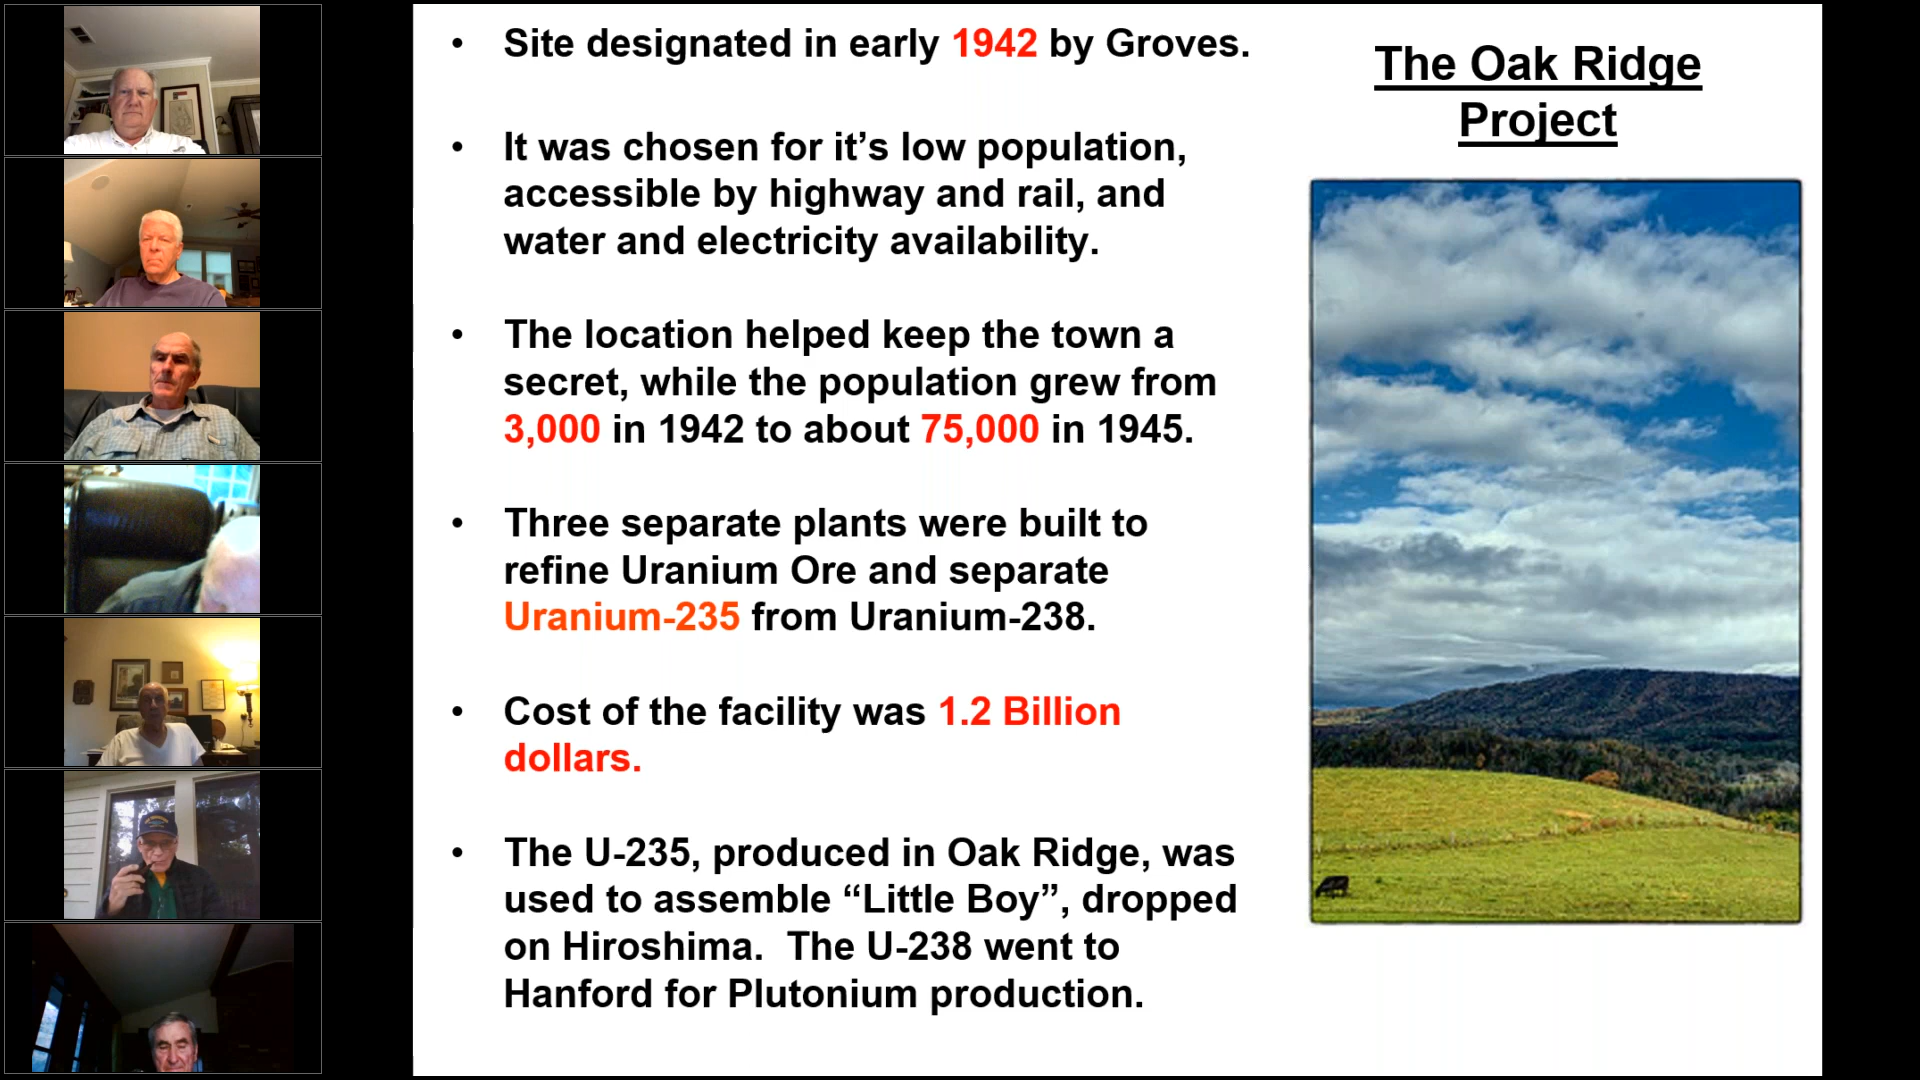 The Oak Ridge
Project
• Site designated in early 1942 by Groves.
• It was chosen for it’s low population,
accessible by highway and rail, and
water and electricity availability.
• The location helped keep the town a
secret, while the population grew from
3,000 in 1942 to about 75,000 in 1945.
• Three separate plants were built to
refine Uranium Ore and separate
Uranium-235 from Uranium-238.
• Cost of the facility was 1.2 Billion
dollars.
• The U-235, produced in Oak Ridge, was
used to assemble “Little Boy”, dropped
on Hiroshima.  The U-238 went to
Hanford for Plutonium production.